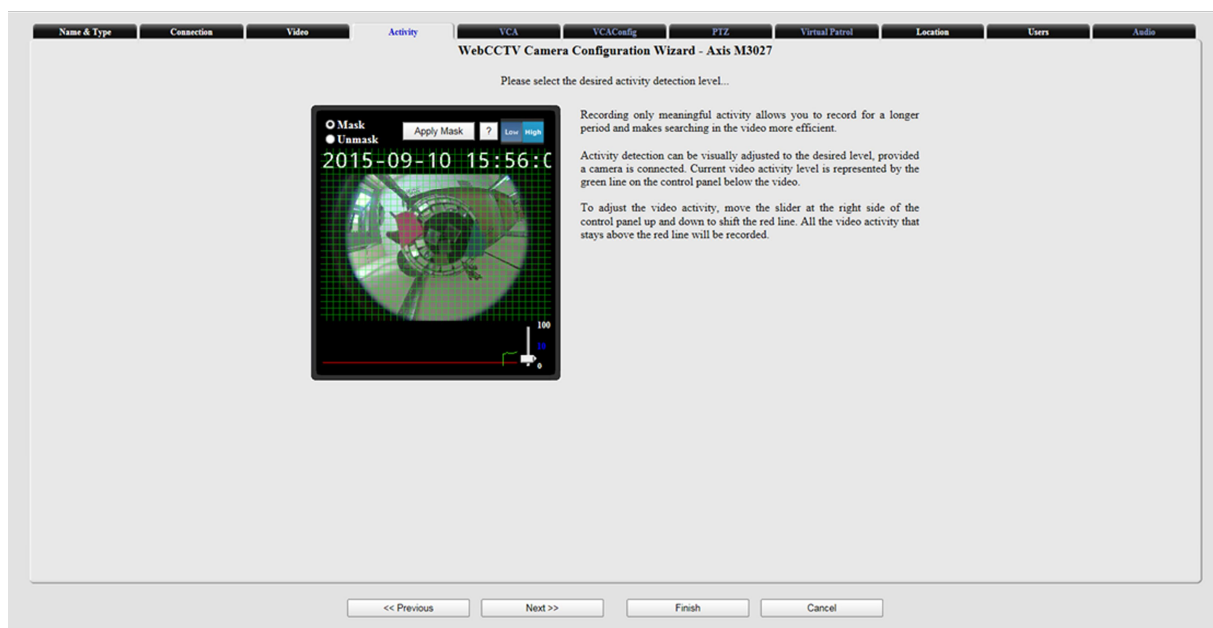 Name & Type Connection Video Activity VCA VCAConfig PTZ Virtual Patrol Location Users Audio
WebCCTV Camera Configuration Wizard - Axis M3027
Please select the desired activity detection level...
Mask
Unmask
Apply Mask ? Low High
2015-09-10 15:56:0
100
10
0
Recording only meaningful activity allows you to record for a longer
period and makes searching in the video more efficient.
Activity detection can be visually adjusted to the desired level, provided
a camera is connected. Current video activity level is represented by the
green line on the control panel below the video.
To adjust the video activity, move the slider at the right side of the
control panel up and down to shift the red line. All the video activity that
stays above the red line will be recorded.
<< Previous Next >> Finish Cancel